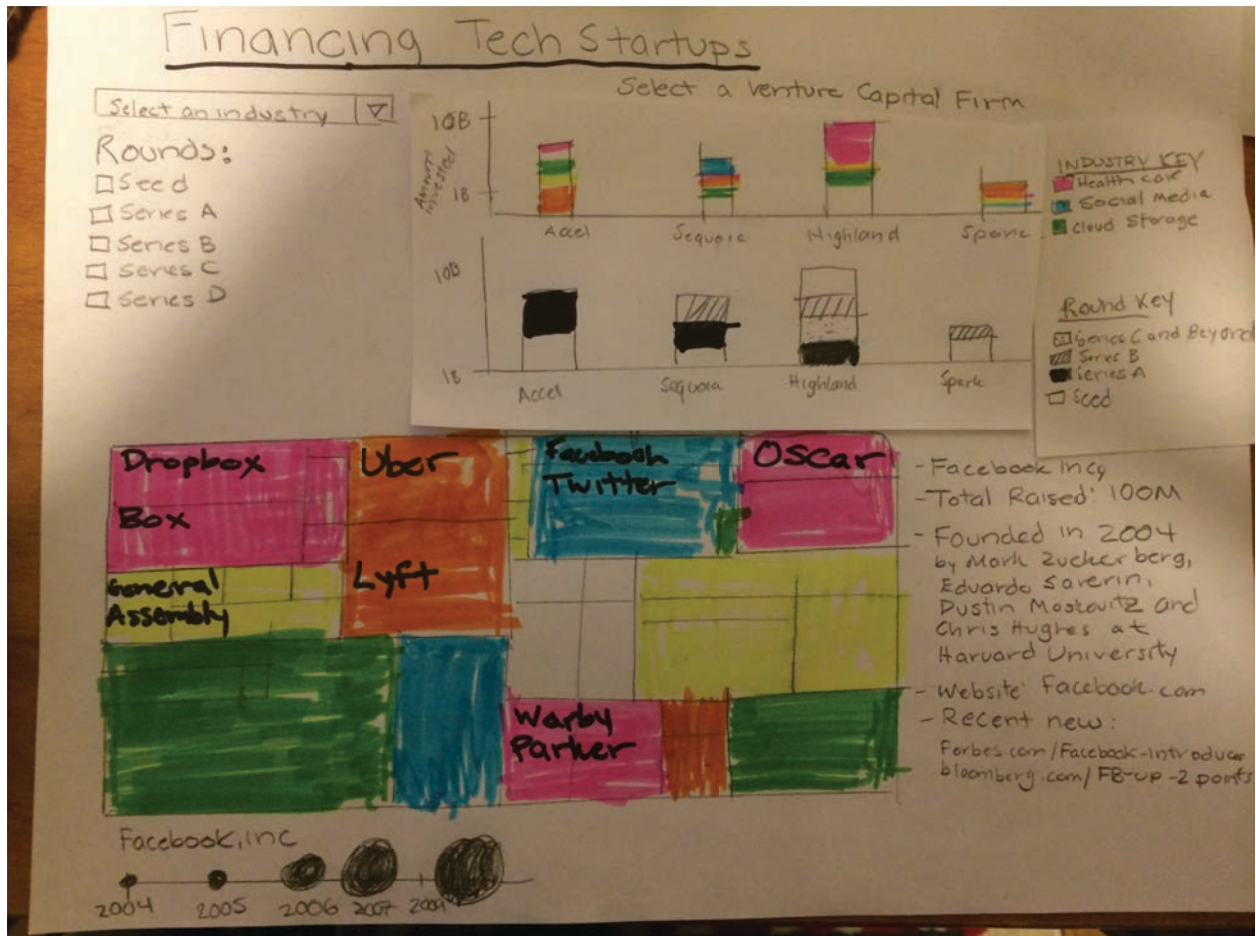 Financing Tech Startups
Select an industry
Rounds:
Seed
Series A
Series B
Series C
Series D
Select a Venture Capital Firm
10B
Amount
invested
1B
Accel
Sequoia
Highland
Spark
10B
1B
Accel
Sequoia
Highland
Spark
INDUSTRY KEY
Health care
Social media
Cloud Storage
Round Key
Series C and Beyond
Series B
Series A
Seed
Dropbox
Box
Uber
Lyft
Facebook
Twitter
Oscar
General
Assembly
Warby
Parker
- Facebook Inc
- Total Raised: 100M
- Founded in 2004
by Mark Zuckerberg,
Eduardo Saverin,
Dustin Moskovitz and
Chris Hughes at
Harvard University
- Website: Facebook.com
- Recent new:
Forbes.com/Facebook-introduces
bloomberg.com/FB-up-2 points
Facebook, inc
2004
2005
2006
2007